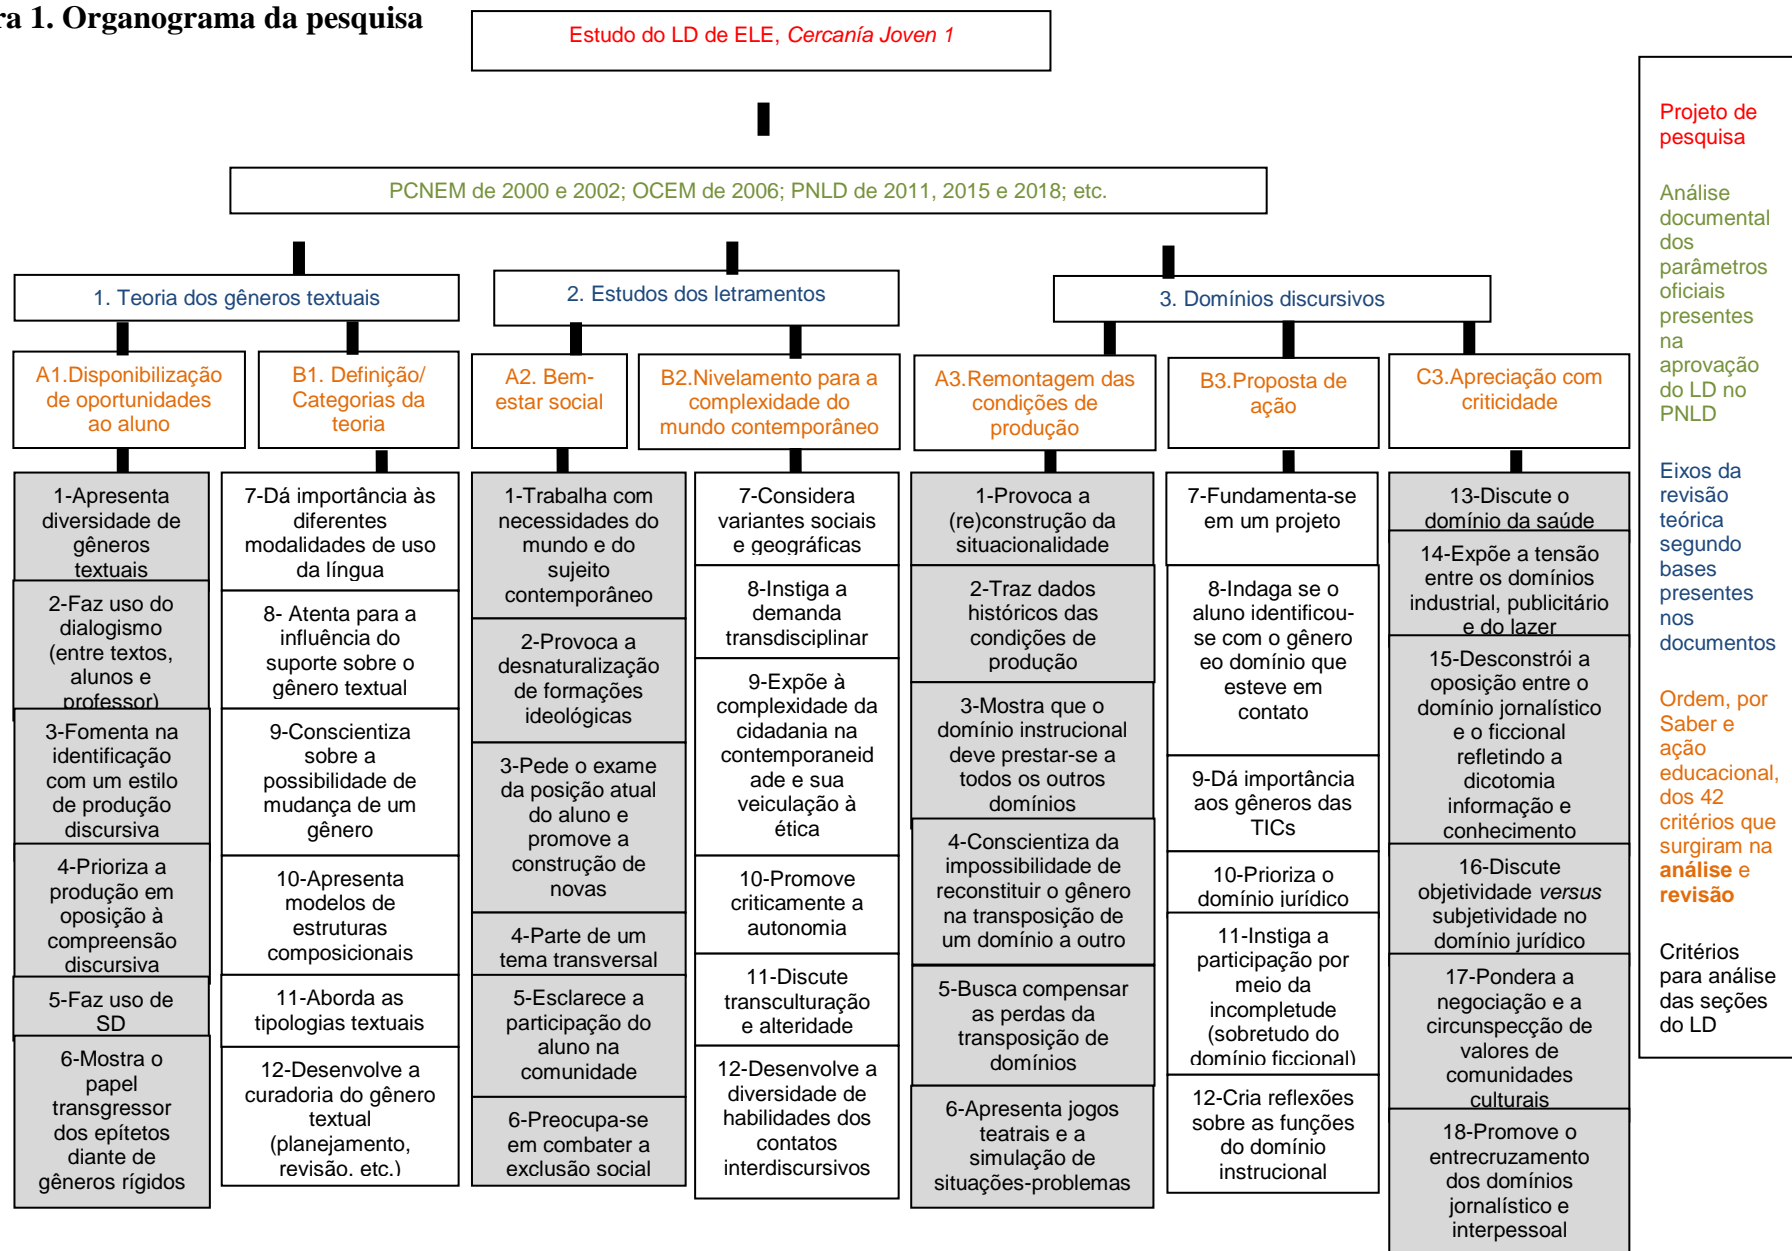 ra 1. Organograma da pesquisa
Estudo do LD de ELE, Cercanía Joven 1
PCNEM de 2000 e 2002; OCEM de 2006; PNLD de 2011, 2015 e 2018; etc.
1. Teoria dos gêneros textuais
2. Estudos dos letramentos
3. Domínios discursivos
A1.Disponibilização
de oportunidades
ao aluno
B1. Definição/
Categorias da
teoria
A2. Bem-
estar social
B2.Nivelamento para a
complexidade do
mundo contemporâneo
A3.Remontagem das
condições de
produção
B3.Proposta de
ação
C3.Apreciação com
criticidade
1-Apresenta
diversidade de
gêneros
textuais
2-Faz uso do
dialogismo
(entre textos,
alunos e
professor)
3-Fomenta na
identificação
com um estilo
de produção
discursiva
4-Prioriza a
produção em
oposição à
compreensão
discursiva
5-Faz uso de
SD
6-Mostra o
papel
transgressor
dos epítetos
diante de
gêneros rígidos
7-Dá importância às
diferentes
modalidades de uso
da língua
8- Atenta para a
influência do
suporte sobre o
gênero textual
9-Conscientiza
sobre a
possibilidade de
mudança de um
gênero
10-Apresenta
modelos de
estruturas
composicionais
11-Aborda as
tipologias textuais
12-Desenvolve a
curadoria do gênero
textual
(planejamento,
revisão, etc.)
1-Trabalha com
necessidades do
mundo e do
sujeito
contemporâneo
2-Provoca a
desnaturalização
de formações
ideológicas
3-Pede o exame
da posição atual
do aluno e
promove a
construção de
novas
4-Parte de um
tema transversal
5-Esclarece a
participação do
aluno na
comunidade
6-Preocupa-se
em combater a
exclusão social
7-Considera
variantes sociais
e geográficas
8-Instiga a
demanda
transdisciplinar
9-Expõe à
complexidade da
cidadania na
contemporaneid
ade e sua
veiculação à
ética
10-Promove
criticamente a
autonomia
11-Discute
transculturação
e alteridade
12-Desenvolve a
diversidade de
habilidades dos
contatos
interdiscursivos
1-Provoca a
(re)construção da
situacionalidade
2-Traz dados
históricos das
condições de
produção
3-Mostra que o
domínio instrucional
deve prestar-se a
todos os outros
domínios
4-Conscientiza da
impossibilidade de
reconstituir o gênero
na transposição de
um domínio a outro
5-Busca compensar
as perdas da
transposição de
domínios
6-Apresenta jogos
teatrais e a
simulação de
situações-problemas
7-Fundamenta-se
em um projeto
8-Indaga se o
aluno identificou-
se com o gênero
eo domínio que
esteve em
contato
9-Dá importância
aos gêneros das
TICs
10-Prioriza o
domínio jurídico
11-Instiga a
participação por
meio da
incompletude
(sobretudo do
domínio ficcional)
12-Cria reflexões
sobre as funções
do domínio
instrucional
13-Discute o
domínio da saúde
14-Expõe a tensão
entre os domínios
industrial, publicitário
e do lazer
15-Desconstrói a
oposição entre o
domínio jornalístico
e o ficcional
refletindo a
dicotomia
informação e
conhecimento
16-Discute
objetividade versus
subjetividade no
domínio jurídico
17-Pondera a
negociação e a
circunspecção de
valores de
comunidades
culturais
18-Promove o
entrecruzamento
dos domínios
jornalístico e
interpessoal
Projeto de
pesquisa
Análise
documental
dos
parâmetros
oficiais
presentes
na
aprovação
do LD no
PNLD
Eixos da
revisão
teórica
segundo
bases
presentes
nos
documentos
Ordem, por
Saber e
ação
educacional,
dos 42
critérios que
surgiram na
análise e
revisão
Critérios
para análise
das seções
do LD